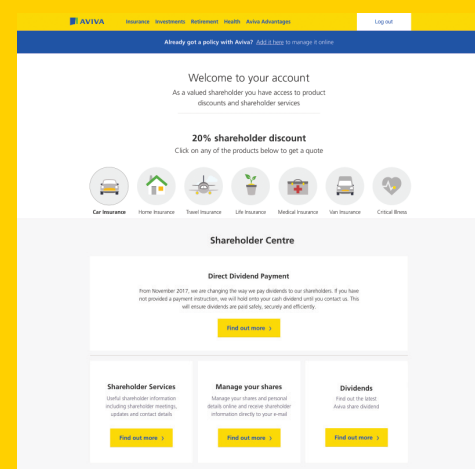 AVIVA Insurance Investments Retirement Health Aviva Advantages Log out
Already got a policy with Aviva? Add it here to manage it online
Welcome to your account
As a valued shareholder you have access to product
discounts and shareholder services
20% shareholder discount
Click on any of the products below to get a quote
Car Insurance Home Insurance Travel Insurance Life Insurance Medical Insurance Van Insurance Critical Illness
Shareholder Centre
Direct Dividend Payment
From November 2017, we are changing the way we pay dividends to our shareholders. If you have
not provided a payment instruction, we will hold onto your cash dividend until you contact us. This
will ensure dividends are paid safely, securely and efficiently.
Find out more
Shareholder Services
Useful shareholder information
including shareholder meetings,
updates and contact details
Find out more
Manage your shares
Manage your shares and personal
details online and receive shareholder
information directly to your e-mail
Find out more
Dividends
Find out the latest
Aviva share dividend
Find out more